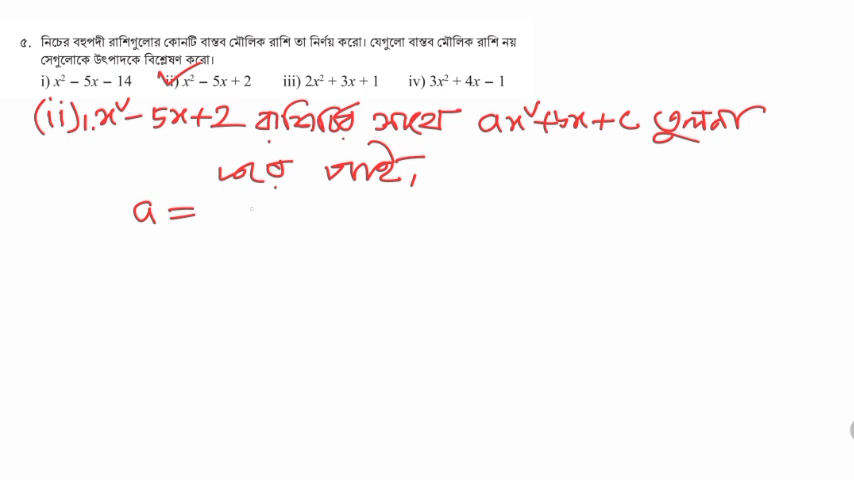 ৫. নিচের বহুপদী রাশিগুলোর কোনটি বাস্তব মৌলিক রাশি তা নির্ণয় করো। যেগুলো বাস্তব মৌলিক রাশি নয়
সেগুলোকে উৎপাদকে বিশ্লেষণ করো।
i) x² − 5x − 14 ii) x² − 5x + 2 iii) 2x² + 3x + 1 iv) 3x² + 4x − 1
(ii) 1.x² − 5x + 2 রাশিটির সাথে ax² + bx + c তুলনা
করে পাই,
a =